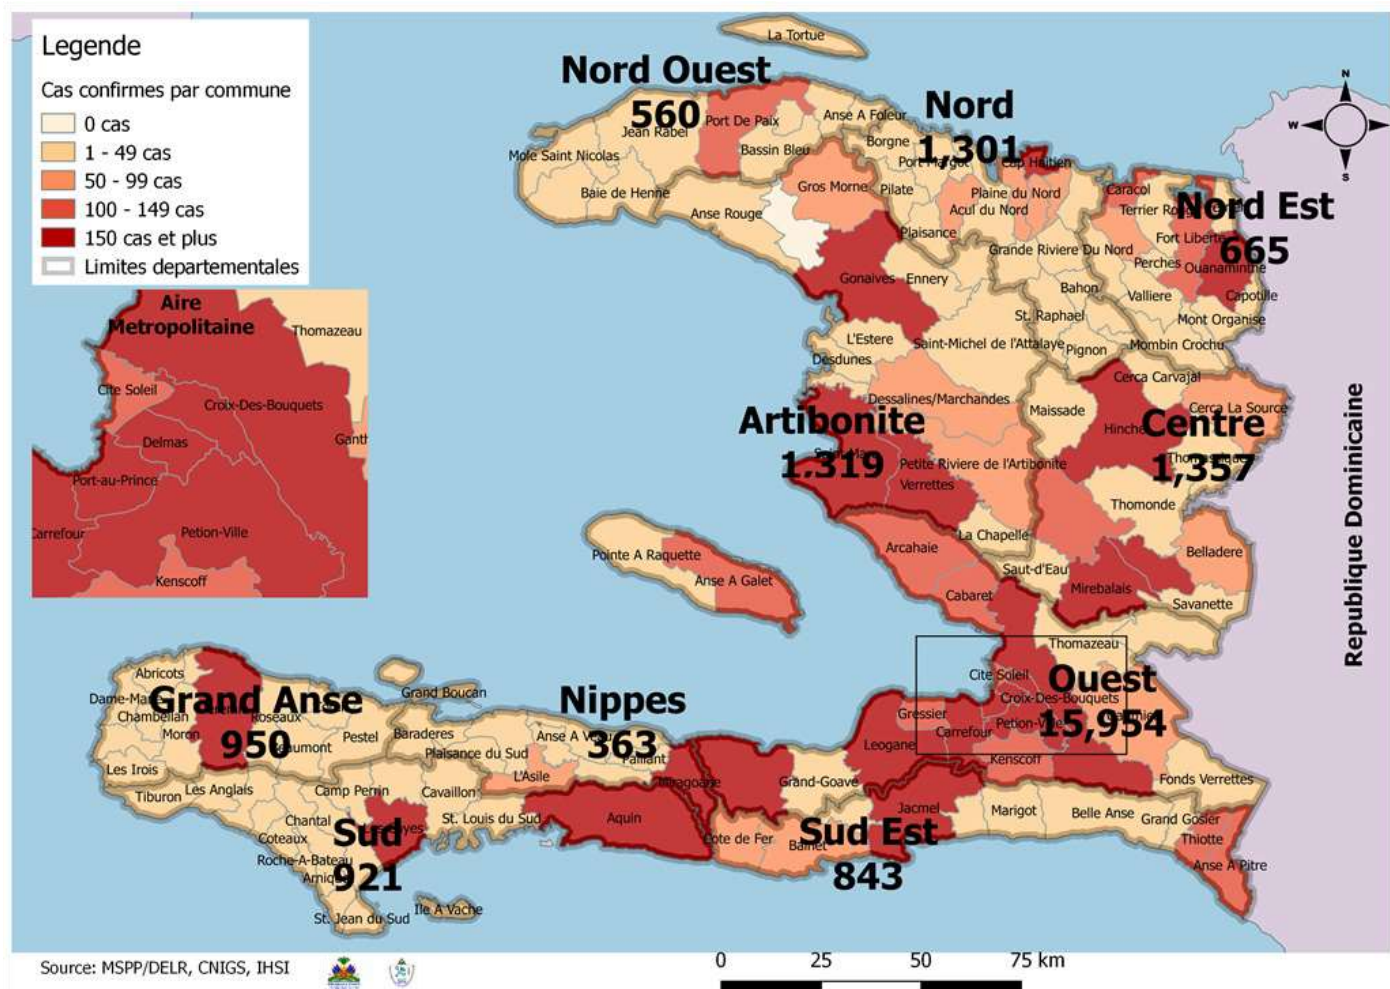 Legende
Cas confirmes par commune
0 cas
1 - 49 cas
50 - 99 cas
100 - 149 cas
150 cas et plus
Limites departementales
Aire
Metropolitaine
Thomazeau
Cite Soleil
Croix-Des-Bouquets
Delmas
Port-au-Prince
Carrefour
Petion-Ville
Kenscoff
La Tortue
Nord Ouest
560
Jean Rabel
Port De Paix
Anse A Foleur
Mole Saint Nicolas
Bassin Bleu
Baie de Henne
Nord
1,301
Borgne
Port Margot
Cap Haitien
Gros Morne
Pilate
Plaine du Nord
Acul du Nord
Anse Rouge
Plaisance
Grande Riviere Du Nord
Caracol
Terrier Rouge
Nord Est
665
Fort Liberte
Perches
Ouanaminthe
Valliere
Capotille
Mont Organise
Mombin Crochu
Gonaives
Ennery
Bahon
St. Raphael
Pignon
Saint-Michel de l'Attalaye
L'Estere
Desdunes
Dessalines/Marchandes
Artibonite
1,319
Petite Riviere de l'Artibonite
Verrettes
La Chapelle
Cerca Carvajal
Maissade
Cerca La Source
Hinche
Centre
1,357
Thomonde
Belladere
Saut-d'Eau
Mirebalais
Savanette
Arcahaie
Cabaret
Pointe A Raquette
Anse A Galet
Thomazeau
Cite Soleil
Ouest
15,954
Croix-Des-Bouquets
Gressier
Carrefour
Leogane
Kenscoff
Fonds Verrettes
Grand-Goave
Abricots
Grand Anse
950
Chambellan
Moron
Roseaux
Beaumont
Pestel
Les Irois
Grand Boucan
Nippes
363
Baraderes
Anse A Veau
Plaisance du Sud
Paillant
L'Asile
Miragoane
Tiburon
Les Anglais
Camp Perrin
Cavaillon
Chantal
St. Louis du Sud
Aquin
Coteaux
Sud
921
Roche-A-Bateau
Arniquet
St. Jean du Sud
Ile A Vache
Jacmel
Cote de Fer
Bainet
Sud Est
843
Marigot
Belle Anse
Grand Gosier
Thiotte
Anse A Pitre
Republique Dominicaine
N
W
E
S
Source: MSPP/DELR, CNIGS, IHSI
0 25 50 75 km